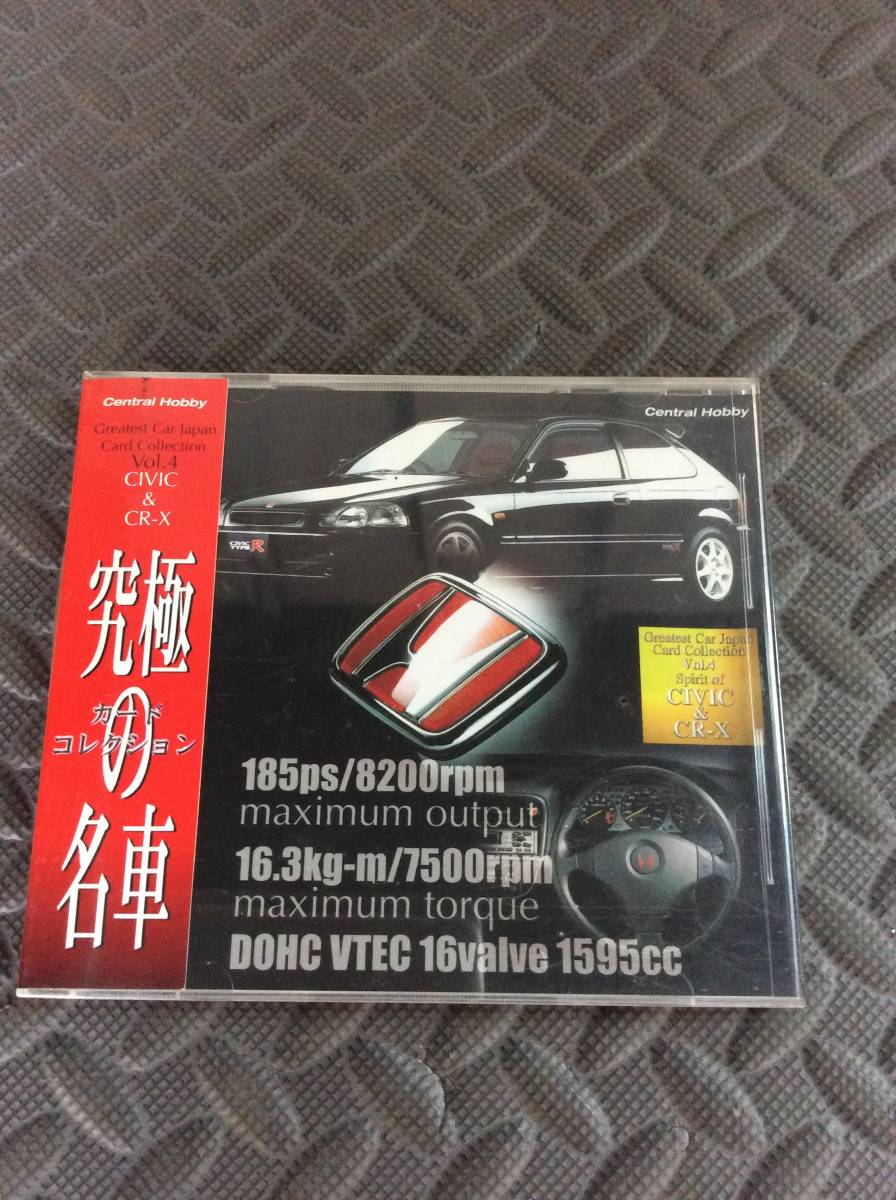 Central Hobby
Greatest Car Japan
Card Collection
Vol.4
CIVIC
&
CR-X
究極の名車
カード
コレクション
Central Hobby
CIVIC
TYPE R
Greatest Car Japan
Card Collection
Vol.4
Spirit of
CIVIC
&
CR-X
185ps/8200rpm
maximum output
16.3kg-m/7500rpm
maximum torque
DOHC VTEC 16valve 1595cc